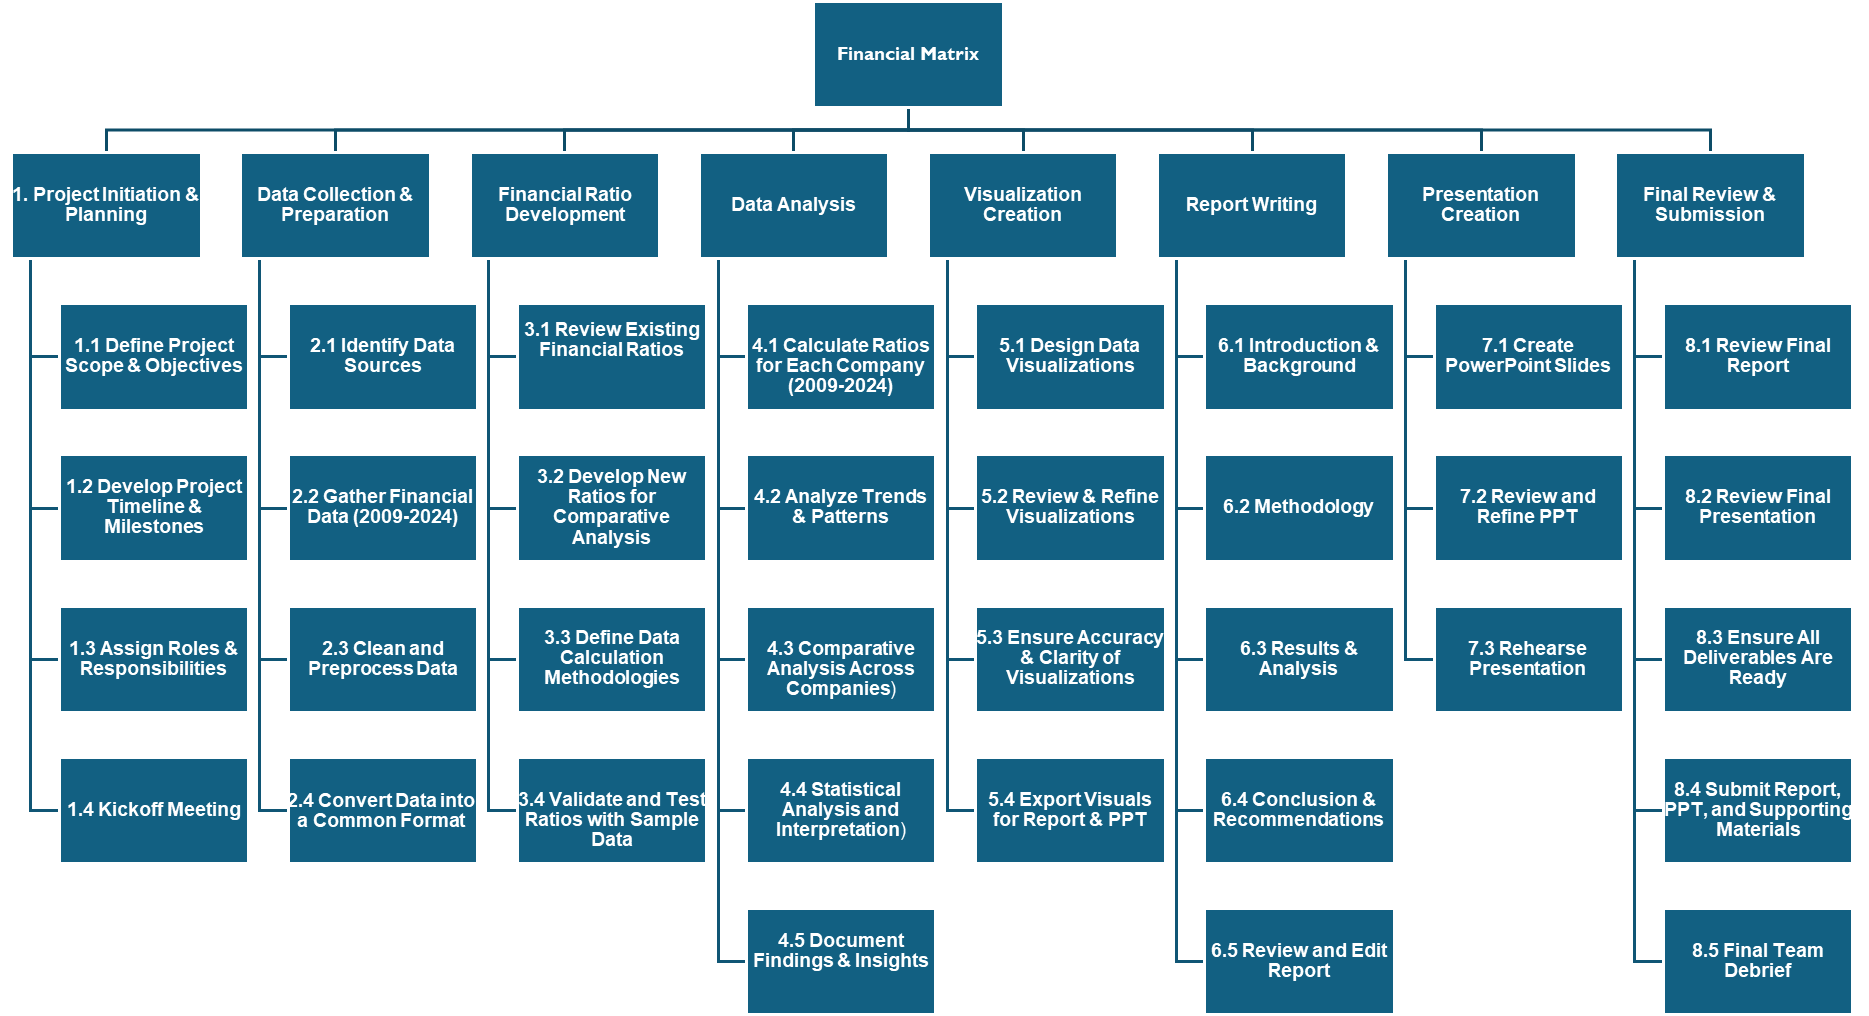 Financial Matrix
1. Project Initiation &
Planning
Data Collection &
Preparation
Financial Ratio
Development
Data Analysis
Visualization
Creation
Report Writing
Presentation
Creation
Final Review &
Submission
1.1 Define Project
Scope & Objectives
1.2 Develop Project
Timeline &
Milestones
1.3 Assign Roles &
Responsibilities
1.4 Kickoff Meeting
2.1 Identify Data
Sources
2.2 Gather Financial
Data (2009-2024)
2.3 Clean and
Preprocess Data
2.4 Convert Data into
a Common Format
3.1 Review Existing
Financial Ratios
3.2 Develop New
Ratios for
Comparative
Analysis
3.3 Define Data
Calculation
Methodologies
3.4 Validate and Test
Ratios with Sample
Data
4.1 Calculate Ratios
for Each Company
(2009-2024)
4.2 Analyze Trends
& Patterns
4.3 Comparative
Analysis Across
Companies)
4.4 Statistical
Analysis and
Interpretation)
4.5 Document
Findings & Insights
5.1 Design Data
Visualizations
5.2 Review & Refine
Visualizations
5.3 Ensure Accuracy
& Clarity of
Visualizations
5.4 Export Visuals
for Report & PPT
6.1 Introduction &
Background
6.2 Methodology
6.3 Results &
Analysis
6.4 Conclusion &
Recommendations
6.5 Review and Edit
Report
7.1 Create
PowerPoint Slides
7.2 Review and
Refine PPT
7.3 Rehearse
Presentation
8.1 Review Final
Report
8.2 Review Final
Presentation
8.3 Ensure All
Deliverables Are
Ready
8.4 Submit Report,
PPT, and Supporting
Materials
8.5 Final Team
Debrief